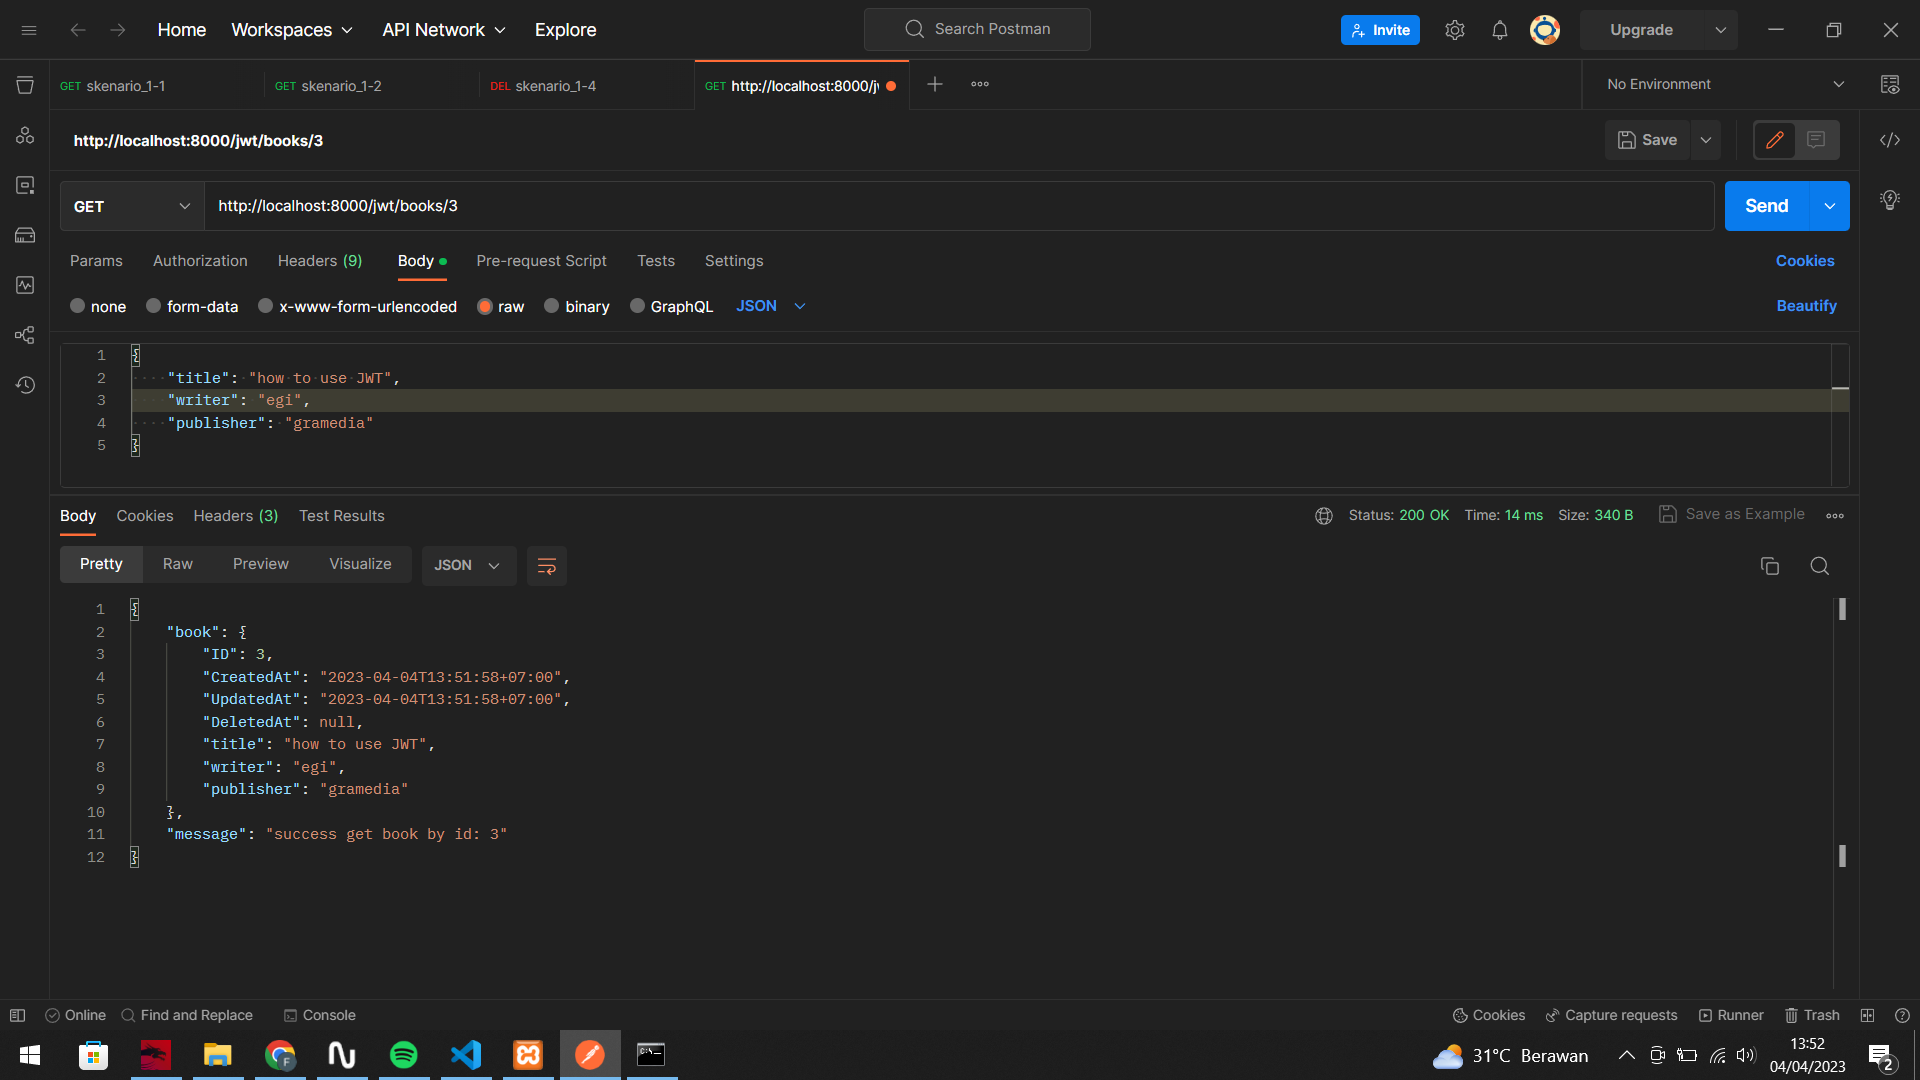 Home Workspaces API Network Explore Search Postman Invite Upgrade
GET skenario_1-1 GET skenario_1-2 DEL skenario_1-4 GET http://localhost:8000/j No Environment
http://localhost:8000/jwt/books/3 Save
GET http://localhost:8000/jwt/books/3 Send
Params Authorization Headers (9) Body Pre-request Script Tests Settings Cookies
none form-data x-www-form-urlencoded raw binary GraphQL JSON Beautify
1 {
2 "title": "how to use JWT",
3 "writer": "egi",
4 "publisher": "gramedia"
5 }
Body Cookies Headers (3) Test Results Status: 200 OK Time: 14 ms Size: 340 B Save as Example
Pretty Raw Preview Visualize JSON
1 {
2 "book": {
3 "ID": 3,
4 "CreatedAt": "2023-04-04T13:51:58+07:00",
5 "UpdatedAt": "2023-04-04T13:51:58+07:00",
6 "DeletedAt": null,
7 "title": "how to use JWT",
8 "writer": "egi",
9 "publisher": "gramedia"
10 },
11 "message": "success get book by id: 3"
12 }
Online Find and Replace Console Cookies Capture requests Runner Trash
31°C Berawan 13:52
04/04/2023 2